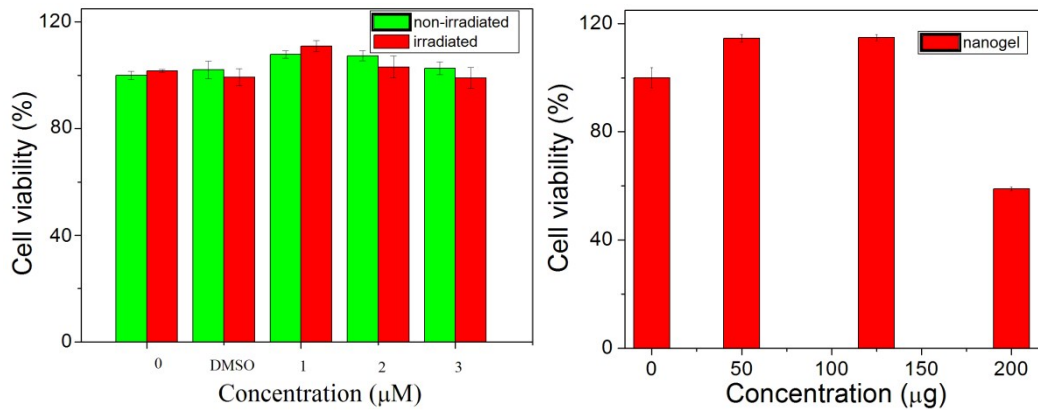 120
80
40
0
Cell viability (%)
non-irradiated
irradiated
0 DMSO 1 2 3
Concentration (μM)
120
80
40
0
Cell viability (%)
nanogel
0 50 100 150 200
Concentration (μg)